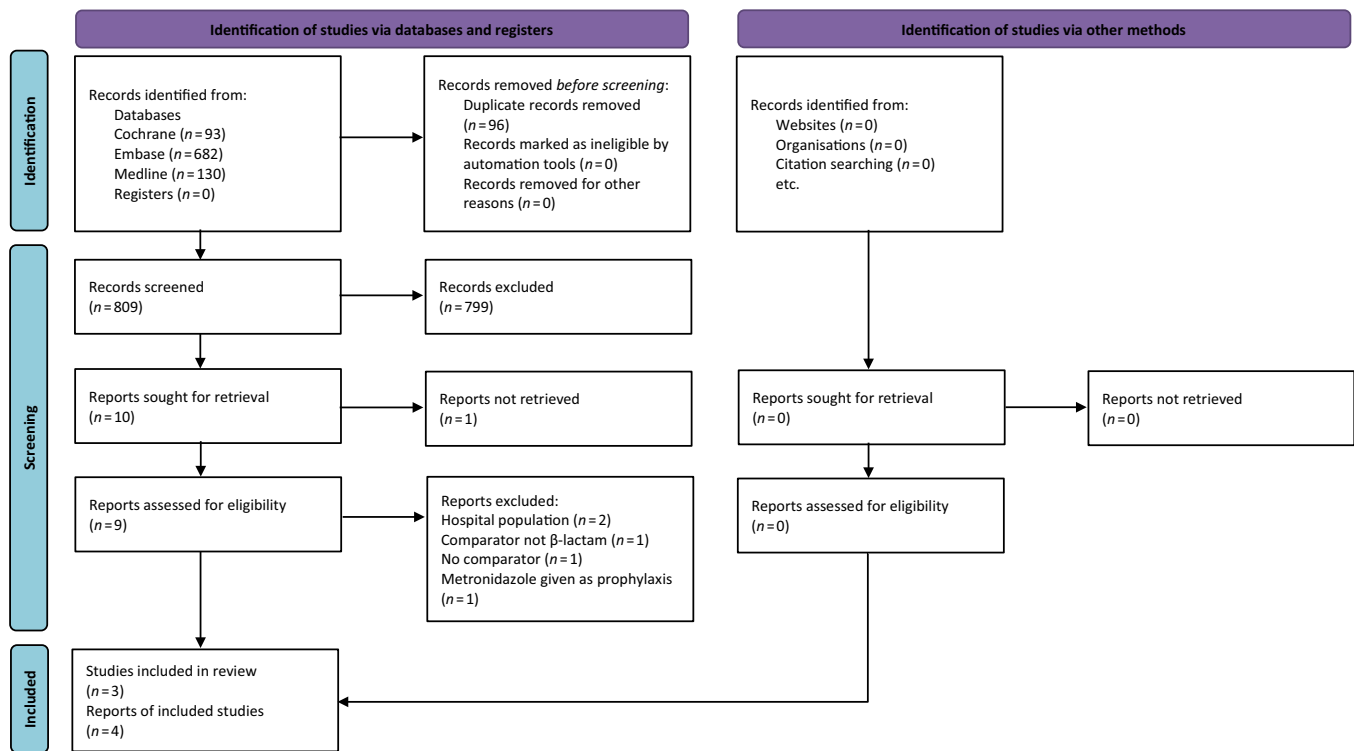 Identification of studies via databases and registers
Identification of studies via other methods
Identification
Records identified from:
Databases
Cochrane (n=93)
Embase (n=682)
Medline (n=130)
Registers (n=0)
Records removed before screening:
Duplicate records removed
(n=96)
Records marked as ineligible by
automation tools (n=0)
Records removed for other
reasons (n=0)
Records identified from:
Websites (n=0)
Organisations (n=0)
Citation searching (n=0)
etc.
Screening
Records screened
(n=809)
Records excluded
(n=799)
Reports sought for retrieval
(n=10)
Reports not retrieved
(n=1)
Reports sought for retrieval
(n=0)
Reports not retrieved
(n=0)
Reports assessed for eligibility
(n=9)
Reports excluded:
Hospital population (n=2)
Comparator not β-lactam (n=1)
No comparator (n=1)
Metronidazole given as prophylaxis
(n=1)
Reports assessed for eligibility
(n=0)
Included
Studies included in review
(n=3)
Reports of included studies
(n=4)